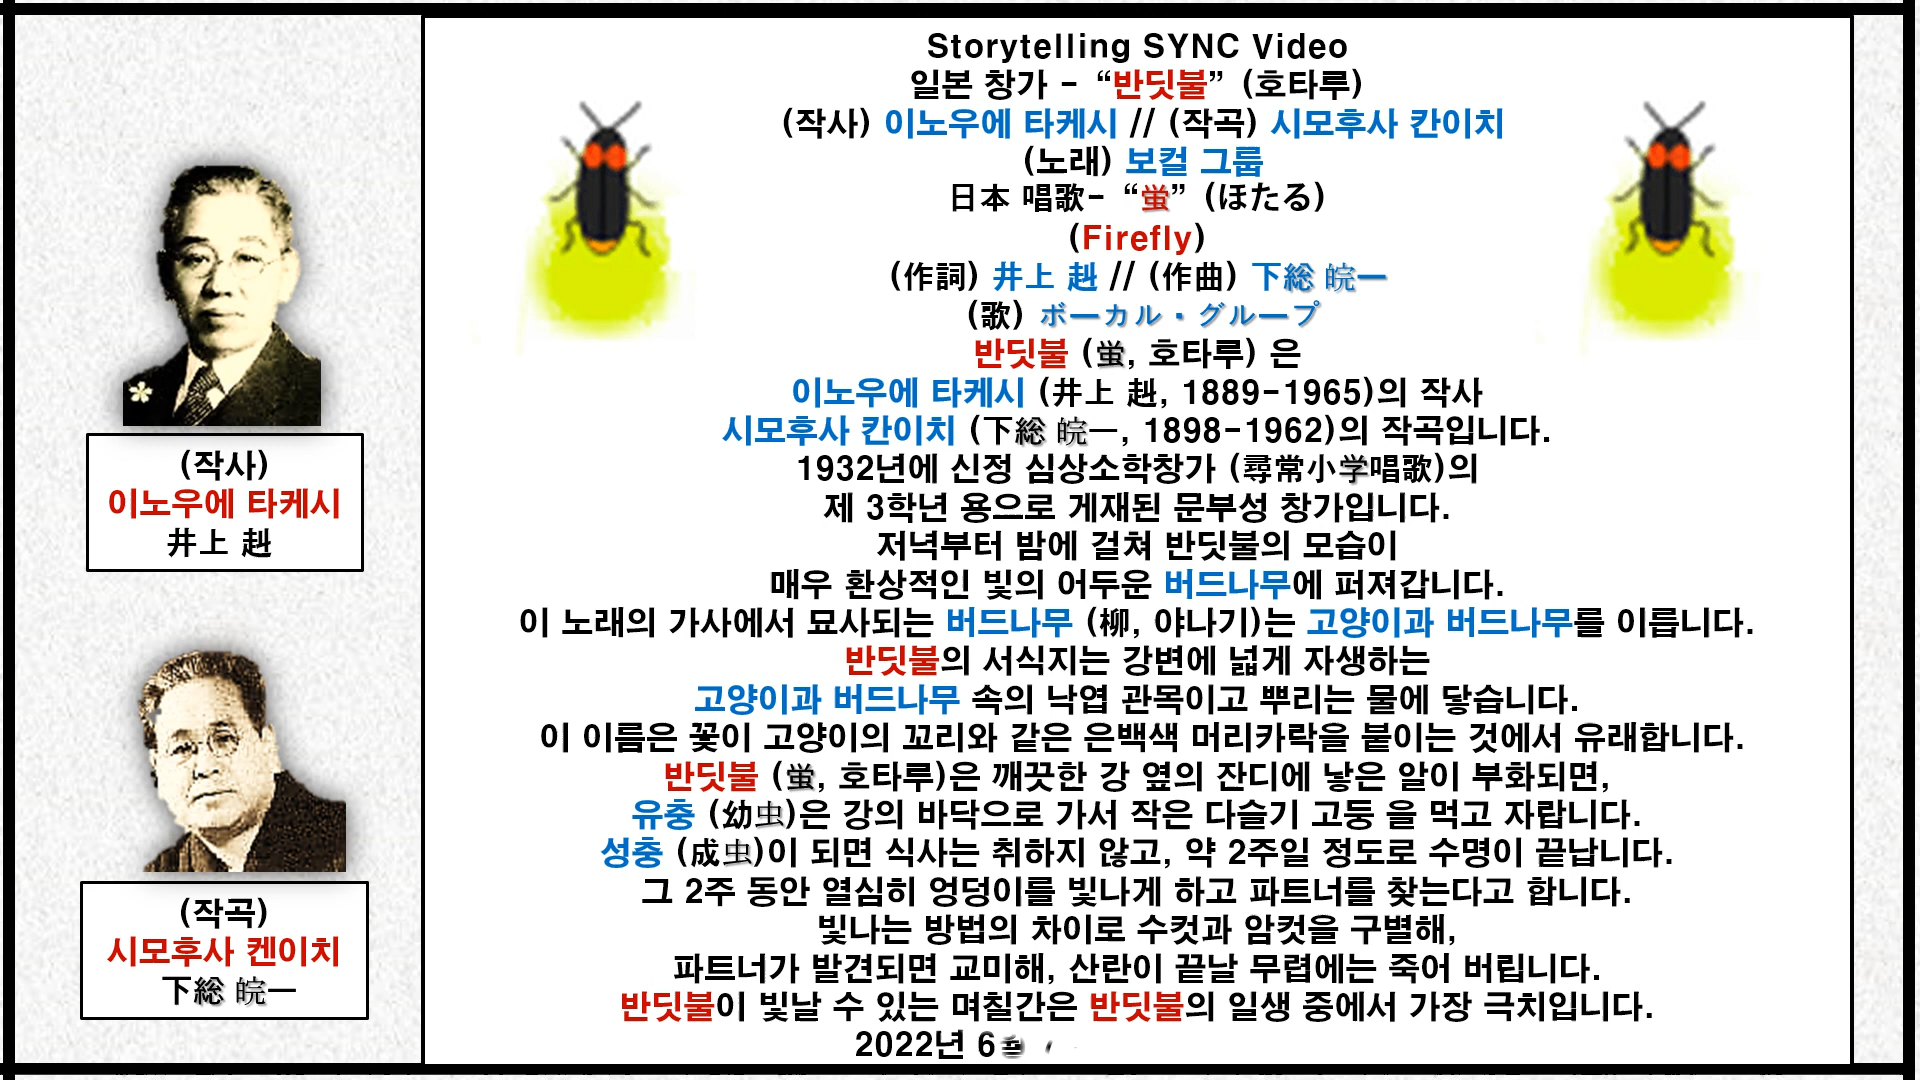 (작사)
이노우에 타케시
井上 赳
(작곡)
시모후사 켄이치
下総 皖一
Storytelling SYNC Video
일본 창가 - “반딧불” (호타루)
(작사) 이노우에 타케시 // (작곡) 시모후사 칸이치
(노래) 보컬 그룹
日本 唱歌- “蛍” (ほたる)
(Firefly)
(作詞) 井上 赳 // (作曲) 下総 皖一
(歌) ボーカル・グループ
반딧불 (蛍, 호타루) 은
이노우에 타케시 (井上 赳, 1889-1965)의 작사
시모후사 칸이치 (下総 皖一, 1898-1962)의 작곡입니다.
1932년에 신정 심상소학창가 (尋常小学唱歌)의
제 3학년 용으로 게재된 문부성 창가입니다.
저녁부터 밤에 걸쳐 반딧불의 모습이
매우 환상적인 빛의 어두운 버드나무에 퍼져갑니다.
이 노래의 가사에서 묘사되는 버드나무 (柳, 야나기)는 고양이과 버드나무를 이릅니다.
반딧불의 서식지는 강변에 넓게 자생하는
고양이과 버드나무 속의 낙엽 관목이고 뿌리는 물에 닿습니다.
이 이름은 꽃이 고양이의 꼬리와 같은 은백색 머리카락을 붙이는 것에서 유래합니다.
반딧불 (蛍, 호타루)은 깨끗한 강 옆의 잔디에 낳은 알이 부화되면,
유충 (幼虫)은 강의 바닥으로 가서 작은 다슬기 고둥 을 먹고 자랍니다.
성충 (成虫)이 되면 식사는 취하지 않고, 약 2주일 정도로 수명이 끝납니다.
그 2주 동안 열심히 엉덩이를 빛나게 하고 파트너를 찾는다고 합니다.
빛나는 방법의 차이로 수컷과 암컷을 구별해,
파트너가 발견되면 교미해, 산란이 끝날 무렵에는 죽어 버립니다.
반딧불이 빛날 수 있는 며칠간은 반딧불의 일생 중에서 가장 극치입니다.
2022년 6